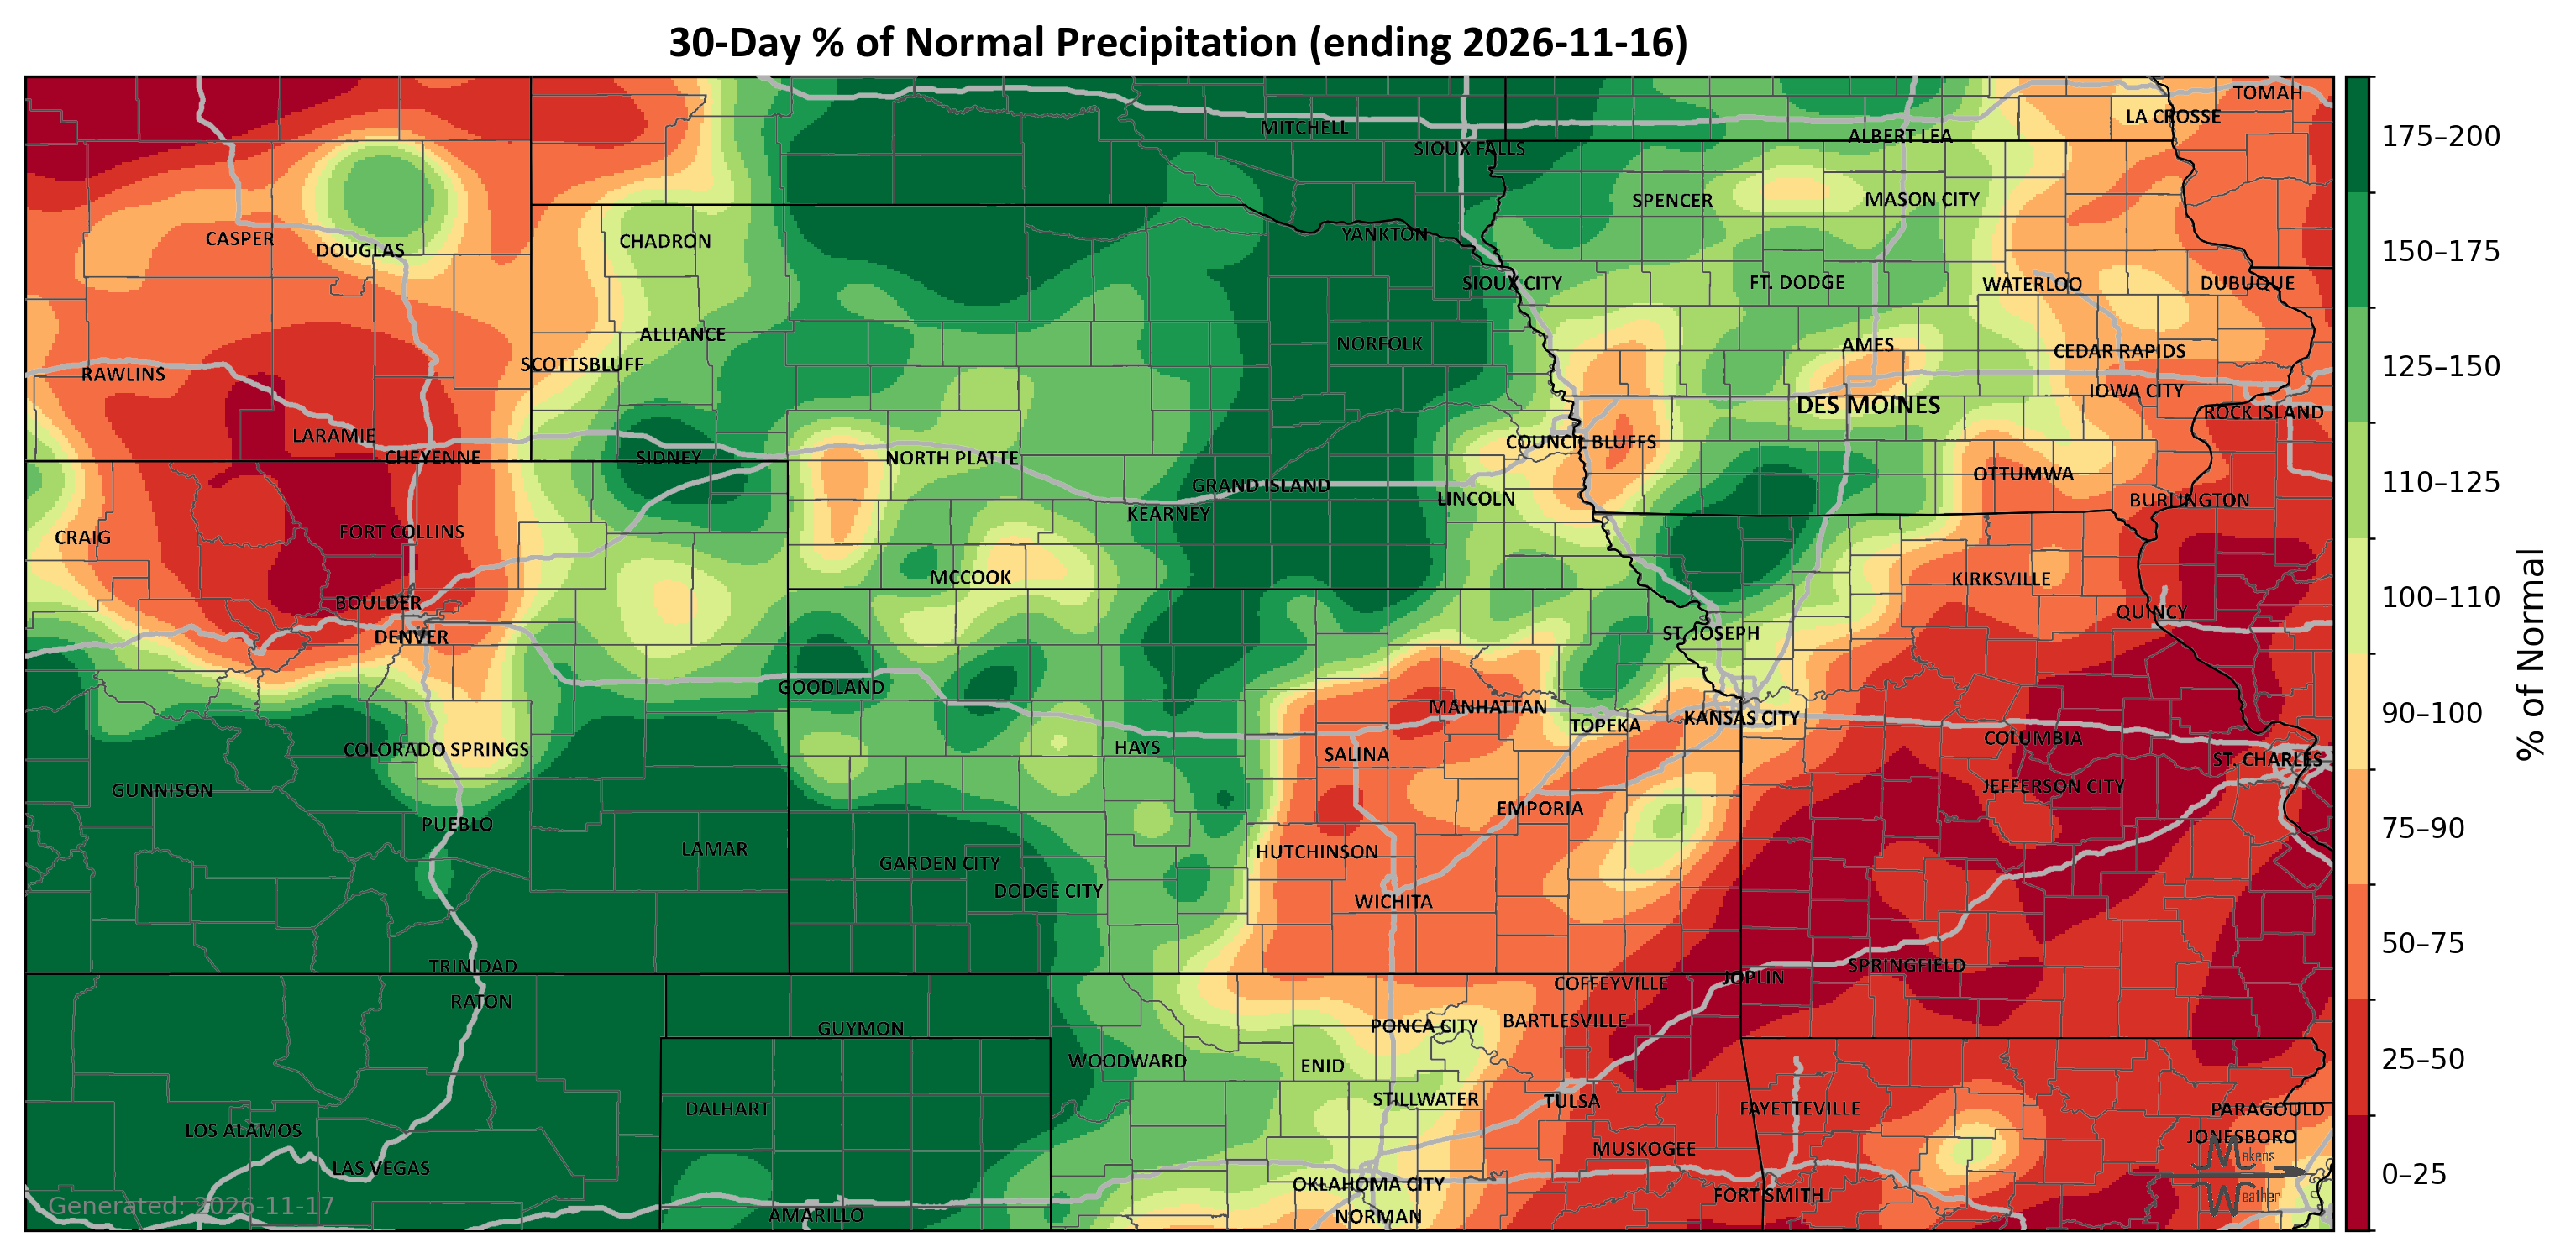 30-Day % of Normal Precipitation (ending 2026-11-16)
TOMAH
LA CROSSE
MITCHELL
ALBERT LEA
SIOUX FALLS
175–200
SPENCER
MASON CITY
CASPER
DOUGLAS
CHADRON
YANKTON
150–175
SIOUX CITY
FT. DODGE
WATERLOO
DUBUQUE
ALLIANCE
NORFOLK
AMES
CEDAR RAPIDS
SCOTTSBLUFF
125–150
RAWLINS
IOWA CITY
DES MOINES
ROCK ISLAND
LARAMIE
COUNCIL BLUFFS
CHEYENNE
SIDNEY
NORTH PLATTE
OTTUMWA
GRAND ISLAND
110–125
LINCOLN
BURLINGTON
KEARNEY
CRAIG
FORT COLLINS
MCCOOK
KIRKSVILLE
100–110
BOULDER
QUINCY
DENVER
ST. JOSEPH
% of Normal
GOODLAND
MANHATTAN
90–100
KANSAS CITY
TOPEKA
COLUMBIA
COLORADO SPRINGS
HAYS
SALINA
ST. CHARLES
GUNNISON
JEFFERSON CITY
EMPORIA
PUEBLO
75–90
LAMAR
HUTCHINSON
GARDEN CITY
DODGE CITY
WICHITA
50–75
TRINIDAD
SPRINGFIELD
JOPLIN
COFFEYVILLE
RATON
BARTLESVILLE
PONCA CITY
GUYMON
WOODWARD
ENID
25–50
STILLWATER
TULSA
DALHART
FAYETTEVILLE
PARAGOULD
LOS ALAMOS
JONESBORO
MUSKOGEE
Makens
LAS VEGAS
0–25
OKLAHOMA CITY
FORT SMITH
Weather
Generated: 2026-11-17
AMARILLO
NORMAN